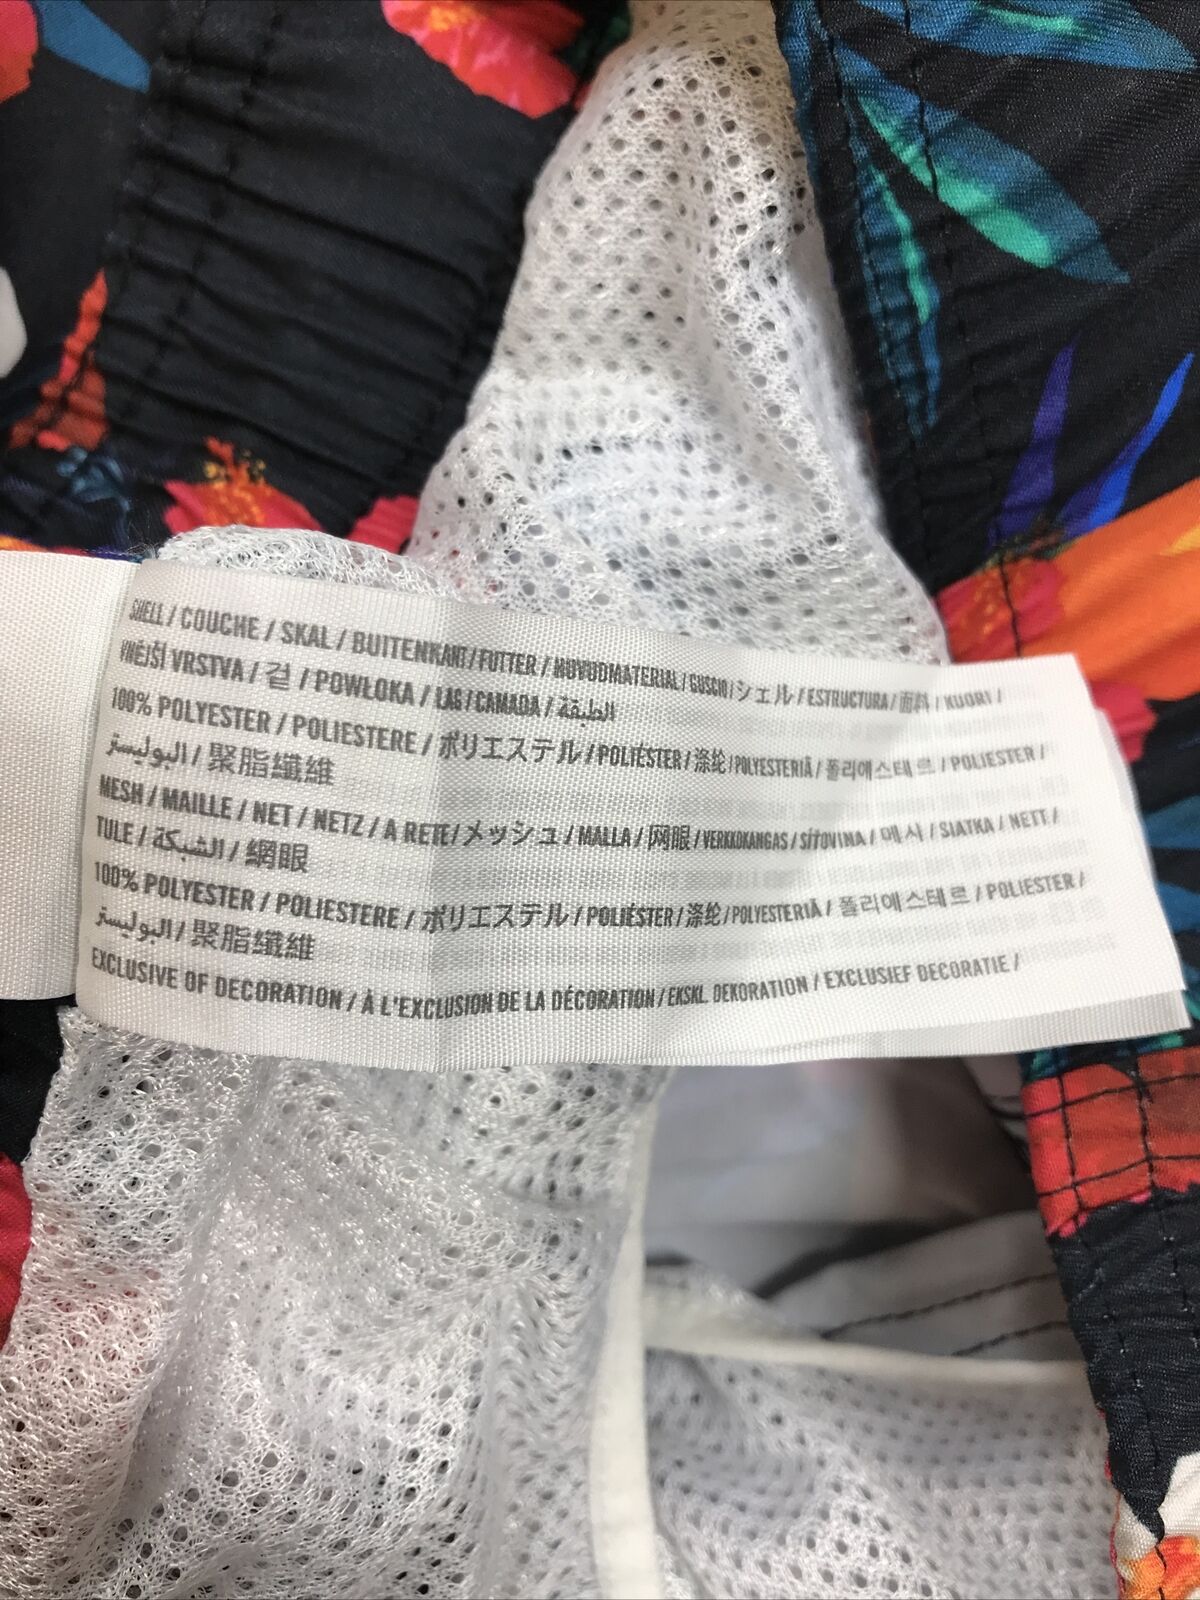 SHELL / COUCHE / SKAL / BUITENKANT / FUTTER / HUVUDMATERIAL / GUSCIO / シェル / ESTRUCTURA / 面料 / KUORI /
VNĚJŠÍ VRSTVA / 겉 / POWŁOKA / LAG / CAMADA / الطبقة
100% POLYESTER / POLIESTERE / ポリエステル / POLIÉSTER / 涤纶 / POLYESTERIÄ / 폴리에스테르 / POLIESTER /
البوليستر / 聚脂纖維
MESH / MAILLE / NET / NETZ / A RETE / メッシュ / MALLA / 网眼 / VERKKOKANGAS / SÍŤOVINA / 메시 / SIATKA / NETT /
TULE / الشبكة / 網眼
100% POLYESTER / POLIESTERE / ポリエステル / POLIÉSTER / 涤纶 / POLYESTERIÄ / 폴리에스테르 / POLIESTER /
البوليستر / 聚脂纖維
EXCLUSIVE OF DECORATION / À L'EXCLUSION DE LA DÉCORATION / EKSKL. DEKORATION / EXCLUSIEF DECORATIE /